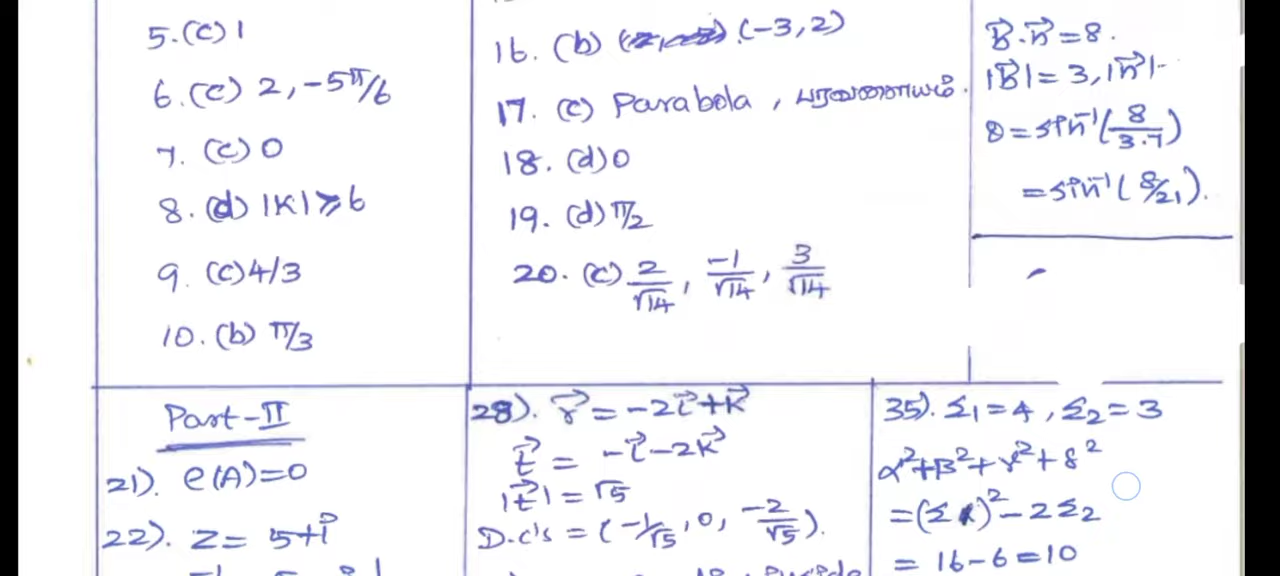 5. (c) 1
6. (c) 2, -5π/6
7. (c) 0
8. (d) |K| ≥ 6
9. (c) 4/3
10. (b) π/3
16. (b) (-3, 2)
17. (c) Parabola, பரவளையம்.
18. (d) 0
19. (d) π/2
20. (c) 2/√14, -1/√14, 3/√14
b⃗.n⃗ = 8.
|b⃗| = 3, |n⃗| -
θ = sin⁻¹(8/3.7)
= sin⁻¹(8/21).
Part-II
21). ρ(A)=0
22). Z = 5+i
28). r⃗ = -2i⃗+k⃗
t⃗ = -i⃗-2k⃗
|t⃗| = √5
D.c's = (-1/√5, 0, -2/√5).
35). Σ1 = 4, Σ2 = 3
α²+β²+γ²+δ²
= (Σ1)² - 2Σ2
= 16-6 = 10